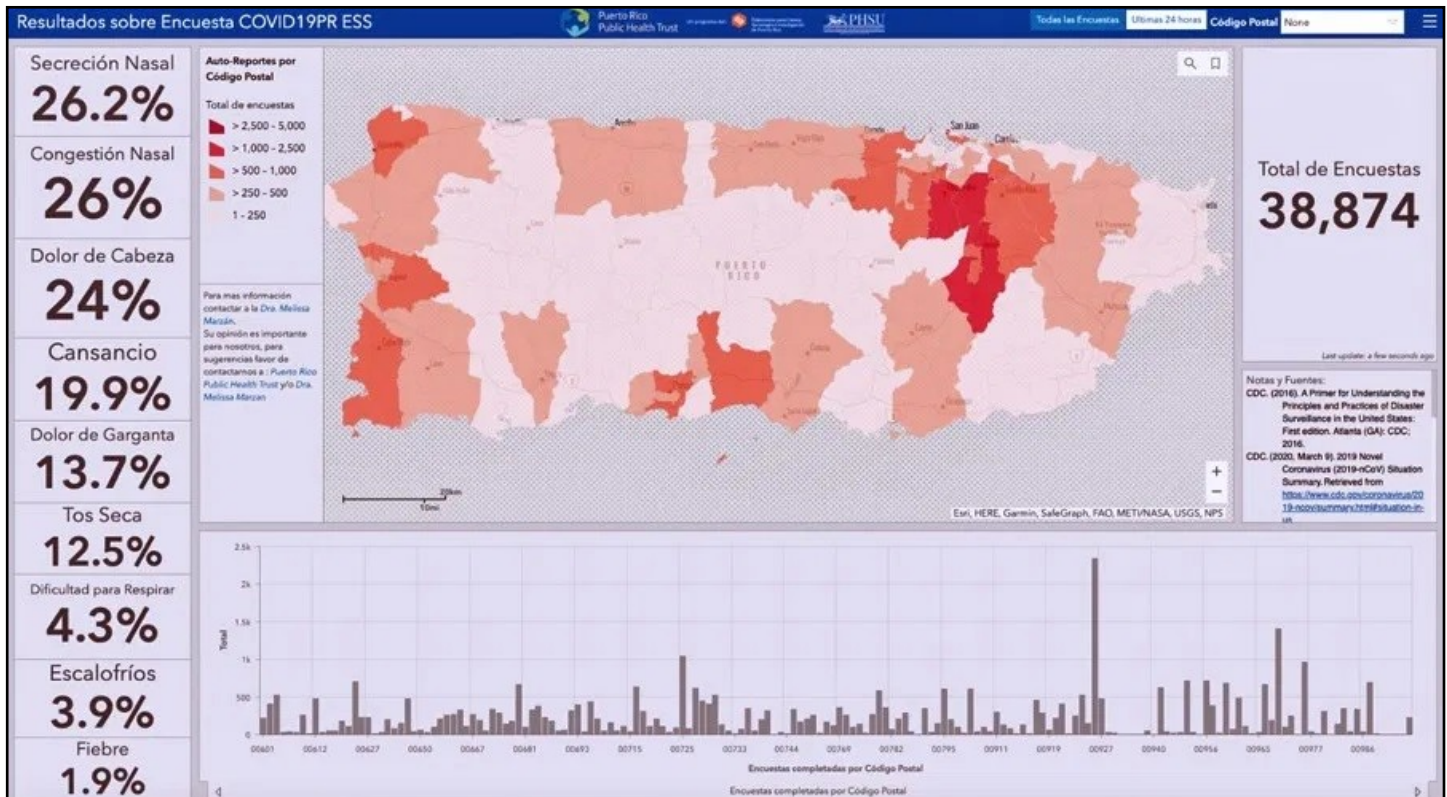 Resultados sobre Encuesta COVID19PR ESS
Puerto Rico
Public Health Trust
PHSU
Todas las Encuestas
Ultimas 24 horas
Código Postal
None
Secreción Nasal
26.2%
Congestión Nasal
26%
Dolor de Cabeza
24%
Cansancio
19.9%
Dolor de Garganta
13.7%
Tos Seca
12.5%
Dificultad para Respirar
4.3%
Escalofríos
3.9%
Fiebre
1.9%
Auto-Reportes por
Código Postal
Total de encuestas
> 2,500 - 5,000
> 1,000 - 2,500
> 500 - 1,000
> 250 - 500
1 - 250
Para mas información
contactar a la Dra. Melissa
Marzán.
Su opinión es importante
para nosotros, para
sugerencias favor de
contactarnos a : Puerto Rico
Public Health Trust y/o Dra.
Melissa Marzan
San Juan
PUERTO
RICO
20km
10mi
Esri, HERE, Garmin, SafeGraph, FAO, METI/NASA, USGS, NPS
Total de Encuestas
38,874
Last update: a few seconds ago
Notas y Fuentes:
CDC. (2016). A Primer for Understanding the
Principles and Practices of Disaster
Surveillance in the United States:
First edition. Atlanta (GA): CDC;
2016.
CDC. (2020, March 9). 2019 Novel
Coronavirus (2019-nCoV) Situation
Summary. Retrieved from
https://www.cdc.gov/coronavirus/20
19-ncov/summary.html#situation-in-
us
2.5k
2k
1.5k
1k
500
0
Total
00601 00612 00627 00650 00667 00681 00693 00715 00725 00733 00744 00769 00782 00795 00911 00919 00927 00940 00956 00965 00977 00986
Encuestas completadas por Código Postal
Encuestas completadas por Código Postal